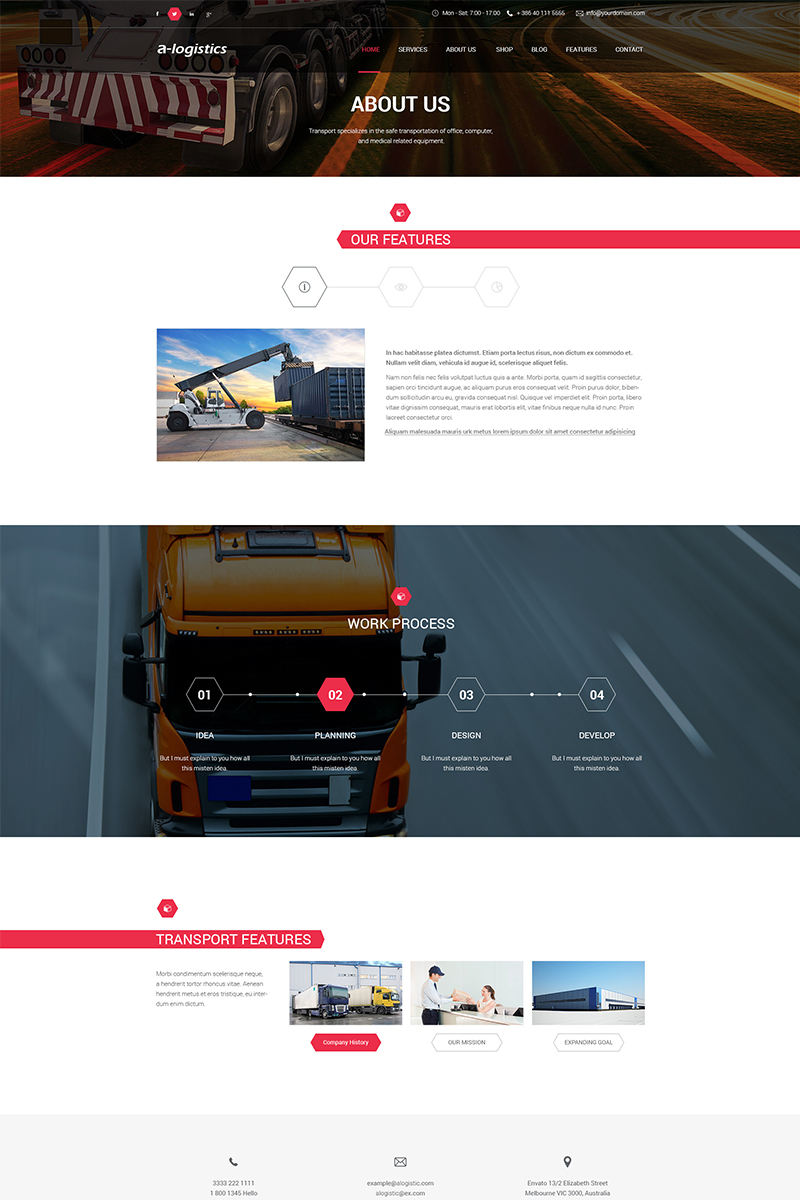 Mon - Sat: 7:00 - 17:00
+ 386 40 111 5555
info@yourdomain.com
a-logistics
HOME
SERVICES
ABOUT US
SHOP
BLOG
FEATURES
CONTACT
ABOUT US
Transport specializes in the safe transportation of office, computer,
and medical related equipment.
OUR FEATURES
In hac habitasse platea dictumst. Etiam porta lectus risus, non dictum ex commodo et.
Nullam velit diam, vehicula id augue id, scelerisque aliquet felis.
Nam non felis nec felis volutpat luctus quis a ante. Morbi porta, quam id sagittis consectetur,
sapien orci tincidunt augue, ac aliquam purus eros consequat velit. Proin purus dolor, biben-
dum sollicitudin arcu eu, gravida consequat nisl. Quisque vel imperdiet elit. Proin porta, libero
vitae dignissim consequat, mauris erat lobortis elit, vitae finibus neque nulla id nunc. Proin
laoreet consectetur orci.
Aliquam malesuada mauris urk metus lorem ipsum dolor sit amet consectetur adipisicing
WORK PROCESS
01
02
03
04
IDEA
PLANNING
DESIGN
DEVELOP
But I must explain to you how all
this misten idea.
But I must explain to you how all
this misten idea.
But I must explain to you how all
this misten idea.
But I must explain to you how all
this misten idea.
TRANSPORT FEATURES
Morbi condimentum scelerisque neque,
a hendrerit tortor rhoncus vitae. Aenean
hendrerit metus et eros tristique, eu inter-
dum enim dictum.
Company History
OUR MISSION
EXPANDING GOAL
3333 222 1111
1 800 1345 Hello
example@alogistic.com
alogistic@ex.com
Envato 13/2 Elizabeth Street
Melbourne VIC 3000, Australia